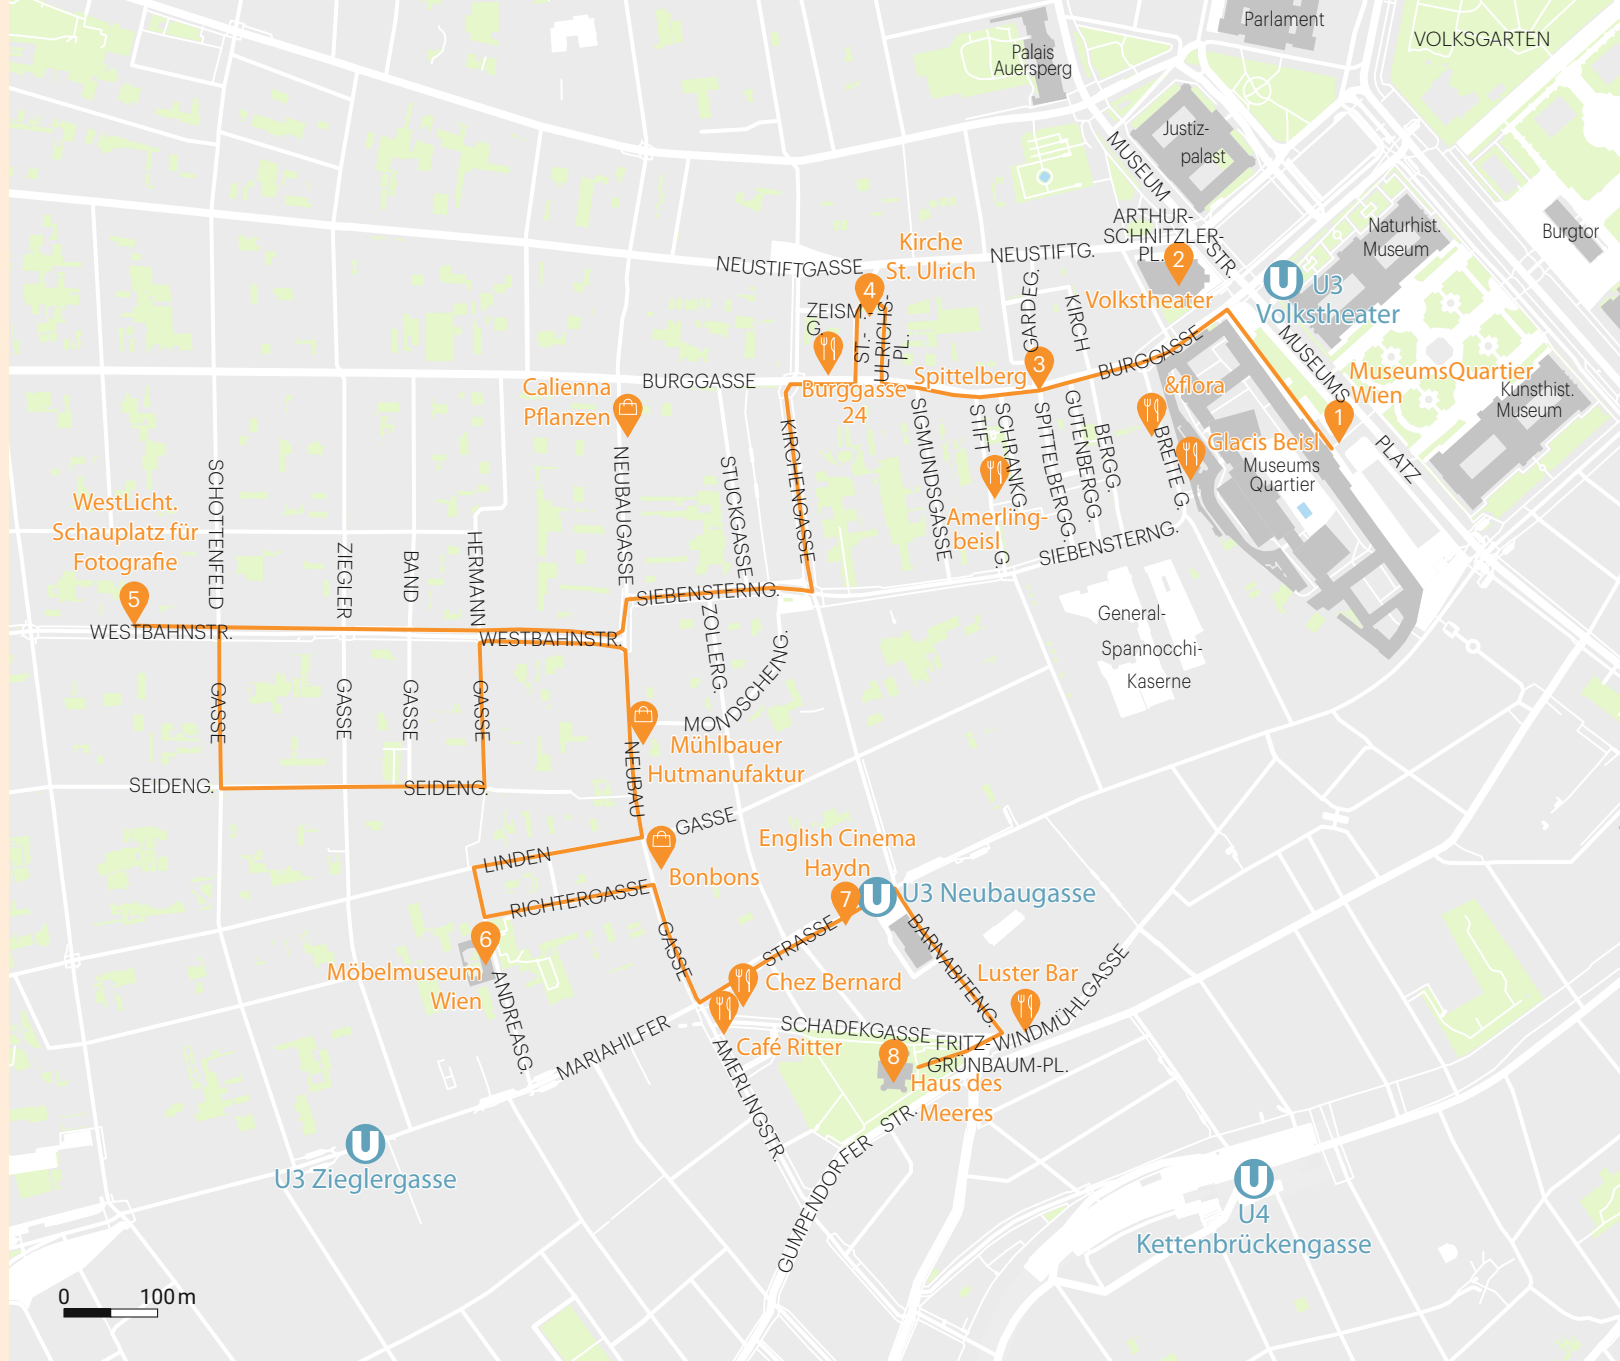 Parlament
VOLKSGARTEN
Palais
Auersperg
Justiz-
palast
MUSEUM
STR.
ARTHUR-
SCHNITZLER-
PL.
2
Volkstheater
Naturhist.
Museum
Burgtor
U
U3
Volkstheater
Kirche
St. Ulrich
4
NEUSTIFTGASSE
NEUSTIFTG.
ZEISM.-
G.
ST.-
ULRICHS-
PL.
GARDEG.
KIRCH
BERGG.
MUSEUMS
PLATZ
MuseumsQuartier
Wien
1
Kunsthist.
Museum
BURGGASSE
BURGGASSE
Spittelberg
3
Burggasse
24
Calienna
Pflanzen
&flora
Glacis Beisl
Museums
Quartier
BREITE G.
SIGMUNDSGASSE
STIFT
G.
SCHRANKG.
SPITTELBERGG.
GUTENBERGG.
Amerling-
beisl
SIEBENSTERNG.
KIRCHENGASSE
STUCKGASSE
NEUBAUGASSE
SCHOTTENFELD
GASSE
ZIEGLER
GASSE
BAND
GASSE
HERMANN
GASSE
WestLicht.
Schauplatz für
Fotografie
5
WESTBAHNSTR.
WESTBAHNSTR.
SIEBENSTERNG.
ZOLLERG.
MONDSCHEING.
General-
Spannocchi-
Kaserne
Mühlbauer
Hutmanufaktur
SEIDENG.
SEIDENG.
NEUBAU
GASSE
LINDEN
GASSE
Bonbons
RICHTERGASSE
English Cinema
Haydn
7
U
U3 Neubaugasse
6
Möbelmuseum
Wien
ANDREASG.
MARIAHILFER
STRASSE
Chez Bernard
Café Ritter
BARNABITENG.
Luster Bar
WINDMÜHLGASSE
SCHADEKGASSE
FRITZ-
GRÜNBAUM-PL.
8
Haus des
Meeres
AMERLINGSTR.
GUMPENDORFER
STR.
U
U3 Zieglergasse
U
U4
Kettenbrückengasse
0
100 m